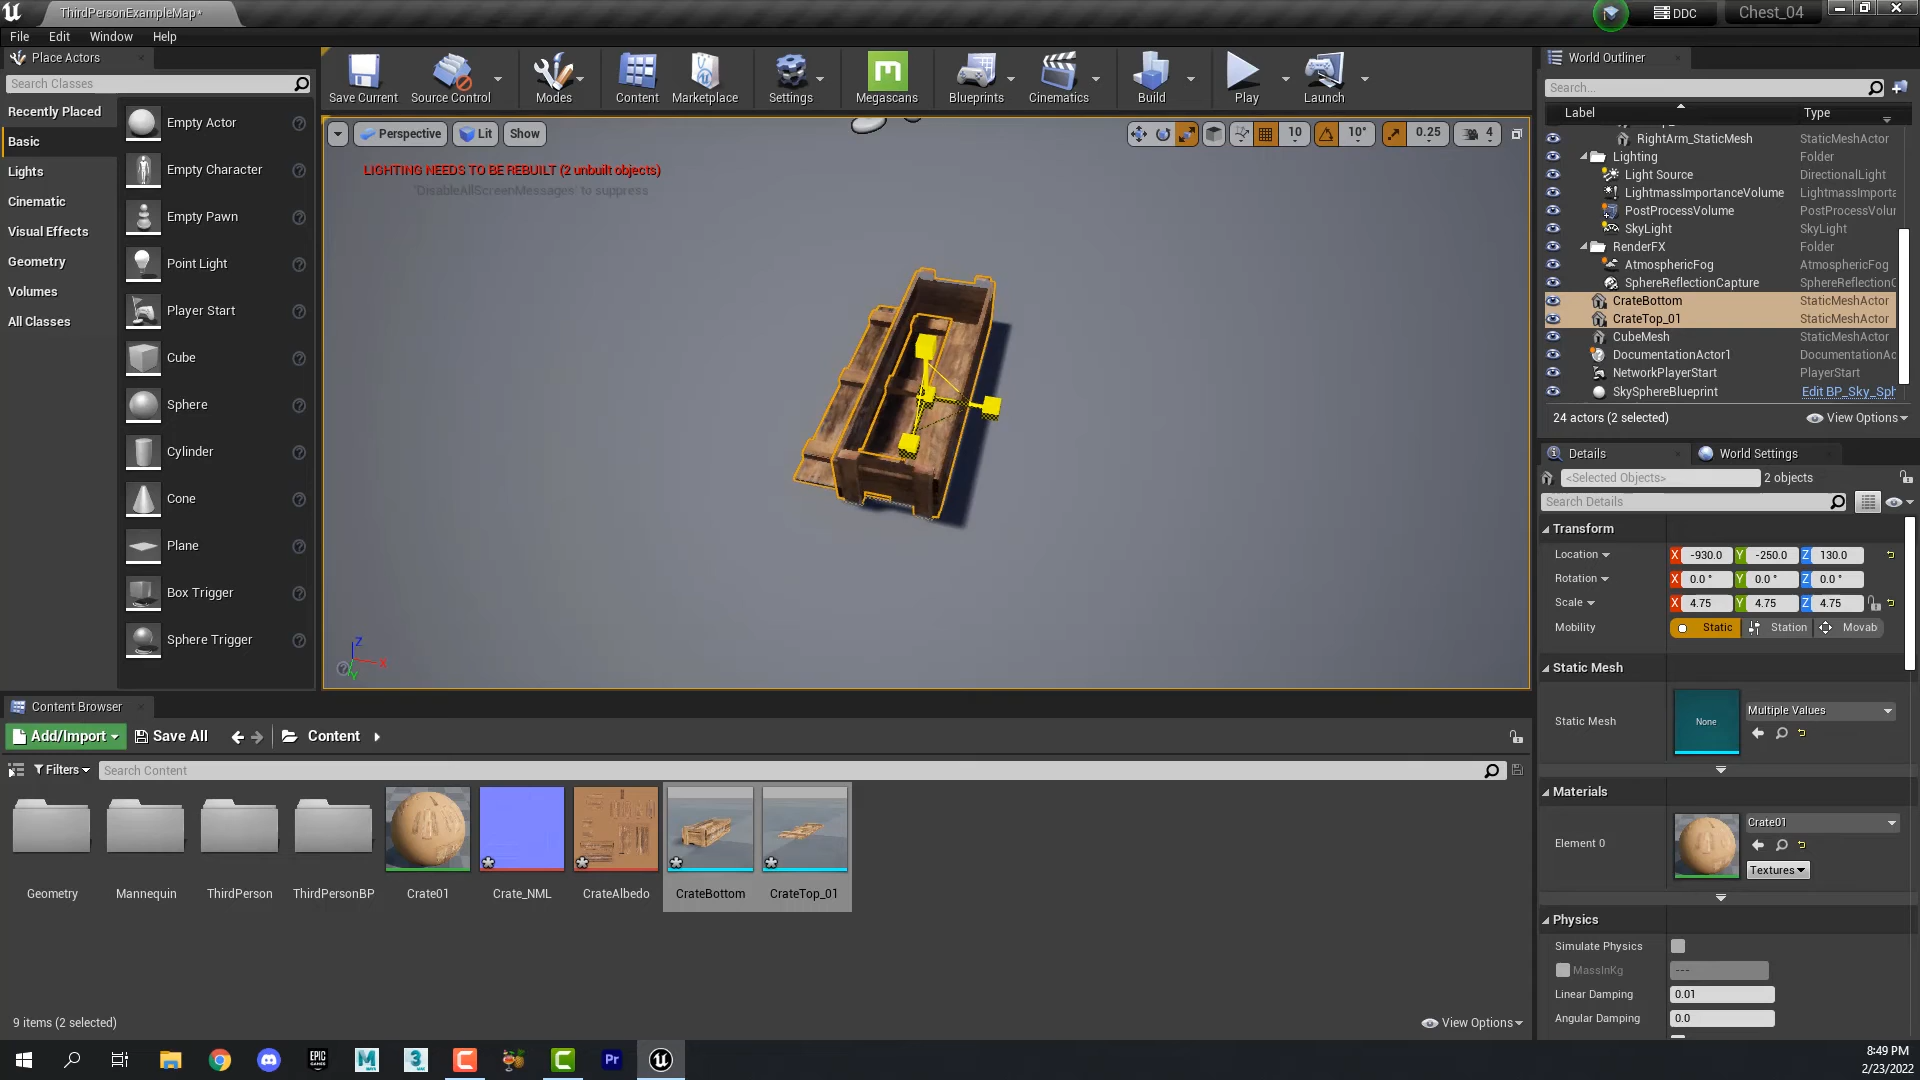 ThirdPersonExampleMap*
DDC
Chest_04
File Edit Window Help
Place Actors
Search Classes
Recently Placed
Basic
Lights
Cinematic
Visual Effects
Geometry
Volumes
All Classes
Empty Actor
Empty Character
Empty Pawn
Point Light
Player Start
Cube
Sphere
Cylinder
Cone
Plane
Box Trigger
Sphere Trigger
Save Current
Source Control
Modes
Content
Marketplace
Settings
Megascans
Blueprints
Cinematics
Build
Play
Launch
Perspective
Lit
Show
10
10°
0.25
4
LIGHTING NEEDS TO BE REBUILT (2 unbuilt objects)
'DisableAllScreenMessages' to suppress
Z
X
Y
World Outliner
Search...
Label Type
RightArm_StaticMesh StaticMeshActor
Lighting Folder
Light Source DirectionalLight
LightmassImportanceVolume LightmassImporta
PostProcessVolume PostProcessVolur
SkyLight SkyLight
RenderFX Folder
AtmosphericFog AtmosphericFog
SphereReflectionCapture SphereReflectionC
CrateBottom StaticMeshActor
CrateTop_01 StaticMeshActor
CubeMesh StaticMeshActor
DocumentationActor1 DocumentationAc
NetworkPlayerStart PlayerStart
SkySphereBlueprint Edit BP_Sky_Sph
24 actors (2 selected)
View Options
Details
World Settings
<Selected Objects> 2 objects
Search Details
Transform
Location X -930.0 Y -250.0 Z 130.0
Rotation X 0.0 ° Y 0.0 ° Z 0.0 °
Scale X 4.75 Y 4.75 Z 4.75
Mobility Static Station Movab
Static Mesh
Static Mesh None Multiple Values
Materials
Element 0 Crate01
Textures
Physics
Simulate Physics
MassInKg ---
Linear Damping 0.01
Angular Damping 0.0
Content Browser
Add/Import Save All Content
Filters Search Content
Geometry
Mannequin
ThirdPerson
ThirdPersonBP
Crate01
Crate_NML
CrateAlbedo
CrateBottom
CrateTop_01
9 items (2 selected)
View Options
EPIC
GAMES
M
3
C
C
Pr
8:49 PM
2/23/2022